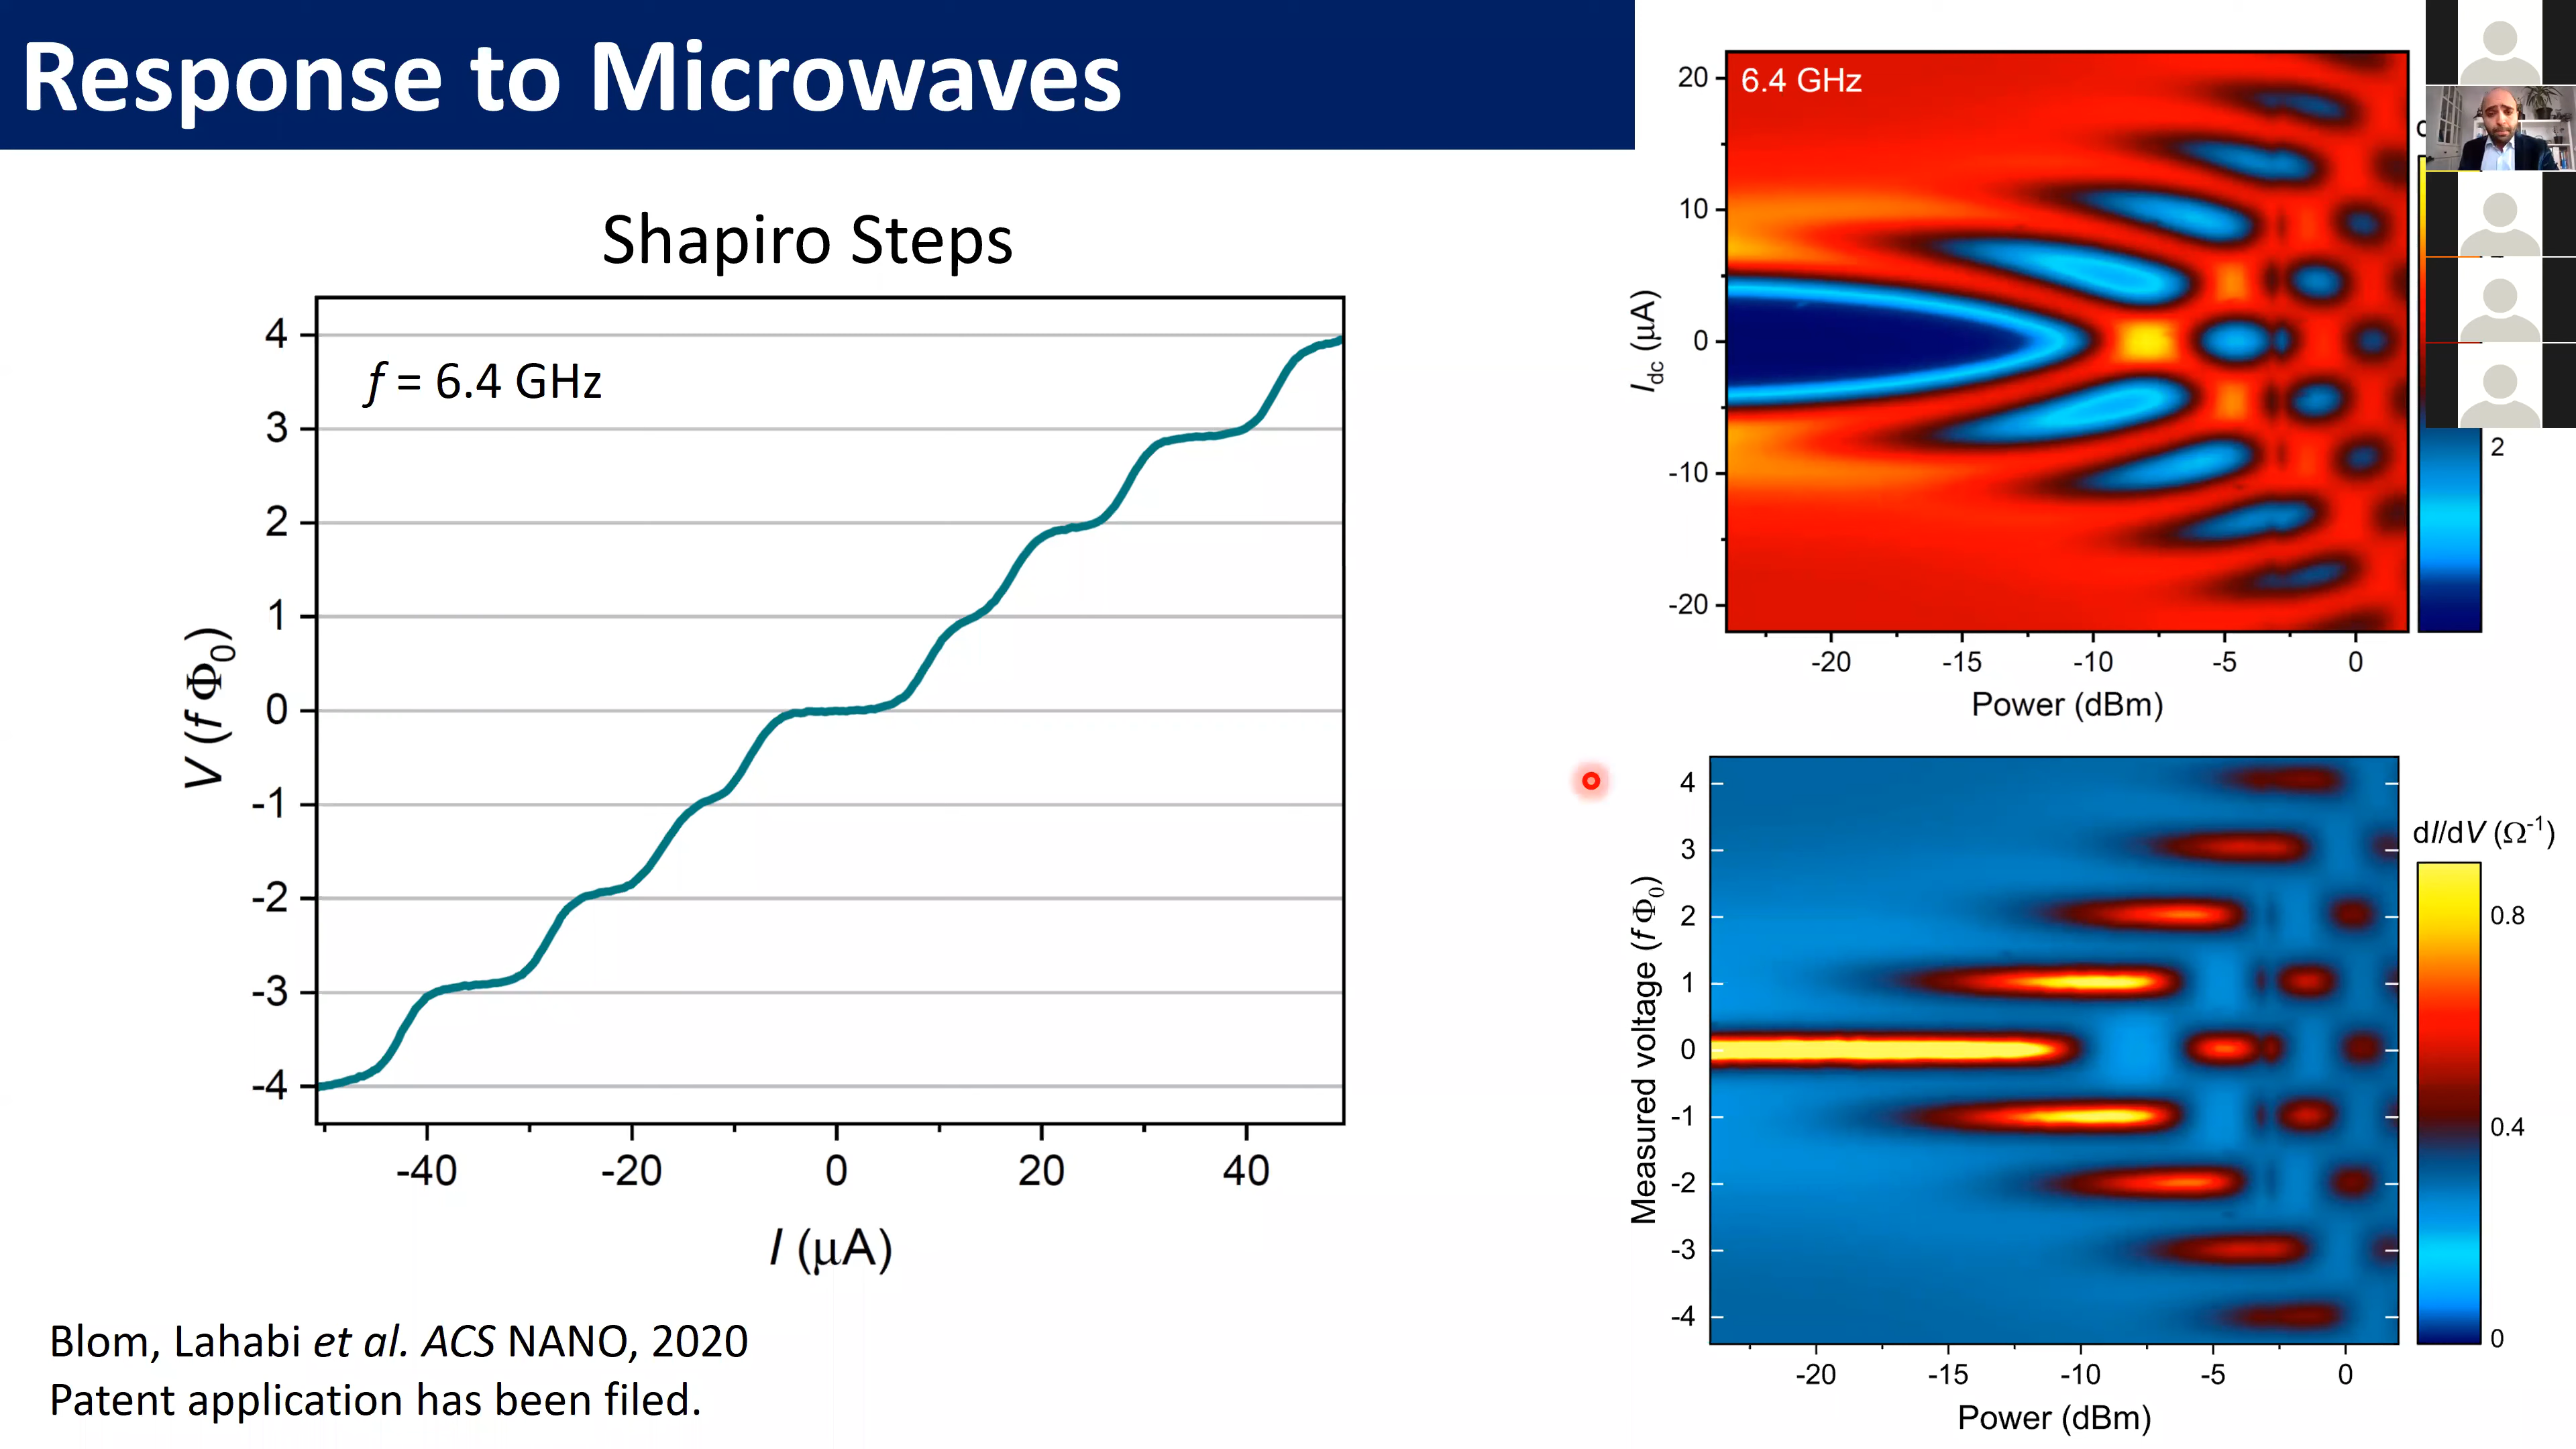 Response to Microwaves
Shapiro Steps
f = 6.4 GHz
V (f Φ0)
4
3
2
1
0
-1
-2
-3
-4
-40 -20 0 20 40
I (μA)
Blom, Lahabi et al. ACS NANO, 2020
Patent application has been filed.
6.4 GHz
Idc (μA)
20
10
0
-10
-20
-20 -15 -10 -5 0
Power (dBm)
2
Measured voltage (f Φ0)
4
3
2
1
0
-1
-2
-3
-4
-20 -15 -10 -5 0
Power (dBm)
dI/dV (Ω-1)
0.8
0.4
0